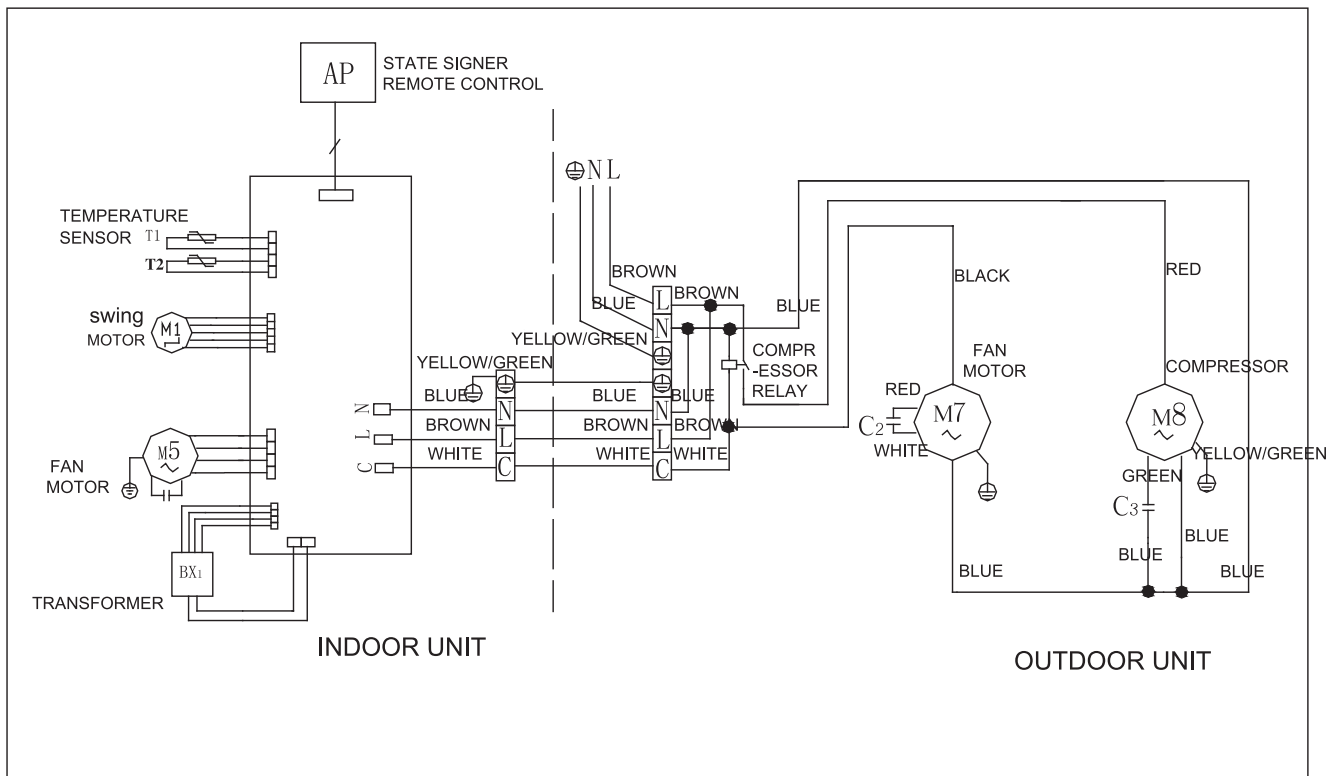 AP
STATE SIGNER
REMOTE CONTROL
N L
TEMPERATURE
SENSOR T1
T2
swing
MOTOR
M1
FAN
MOTOR
M5
BX1
TRANSFORMER
N
L
C
YELLOW/GREEN
BLUE
BROWN
WHITE
N
L
C
BLUE
BROWN
WHITE
BROWN
BLUE
YELLOW/GREEN
L
N
N
L
C
BROWN
BLUE
BROWN
WHITE
BLUE
COMPR
-ESSOR
RELAY
BLACK
RED
FAN
MOTOR
RED
C2
WHITE
M7
COMPRESSOR
M8
YELLOW/GREEN
GREEN
C3
BLUE
BLUE
BLUE
BLUE
INDOOR UNIT
OUTDOOR UNIT